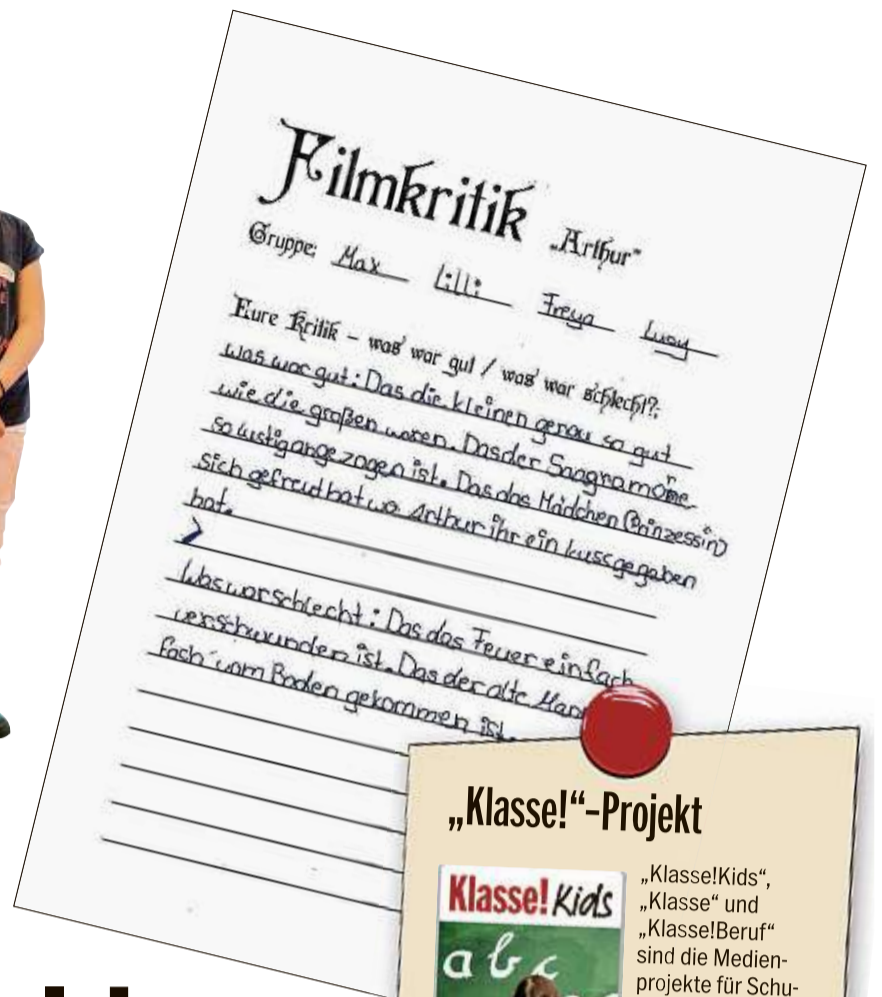 Filmkritik „Arthur“
Gruppe: Max Lilli Freya Lucy
Eure Kritik – was war gut / was war schlecht?:
was war gut: Das die kleinen genau so gut
wie die großen waren. Das der Saagramone
so lustig angezogen ist. Das das Mädchen (Prinzessin)
sich gefreut hat wo Arthur ihr ein kuss gegeben
hat.
Was war schlecht: Das das Feuer einfach
verschwunden ist. Das der alte Mann
fach vom Boden gekommen ist.
„Klasse!“-Projekt
Klasse! Kids
abc
„Klasse!Kids“,
„Klasse“ und
„Klasse!Beruf“
sind die Medien-
projekte für Schu-